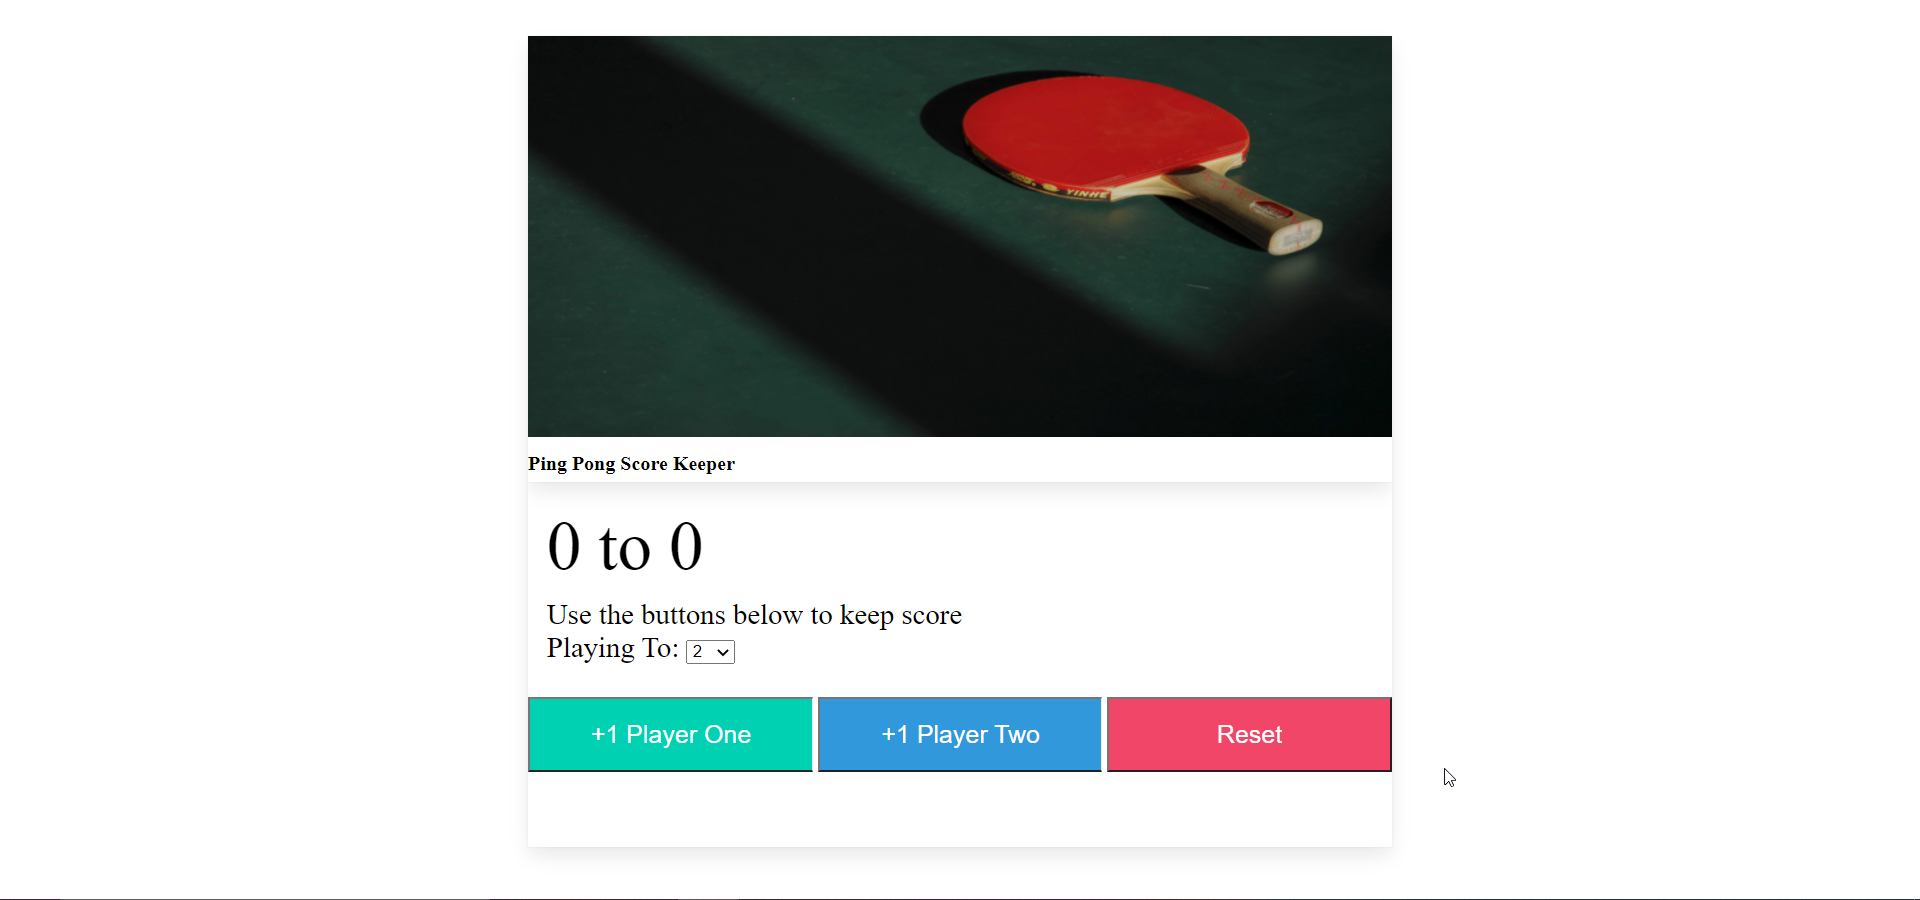 YINHE
Ping Pong Score Keeper
0 to 0
Use the buttons below to keep score
Playing To: 2
+1 Player One
+1 Player Two
Reset